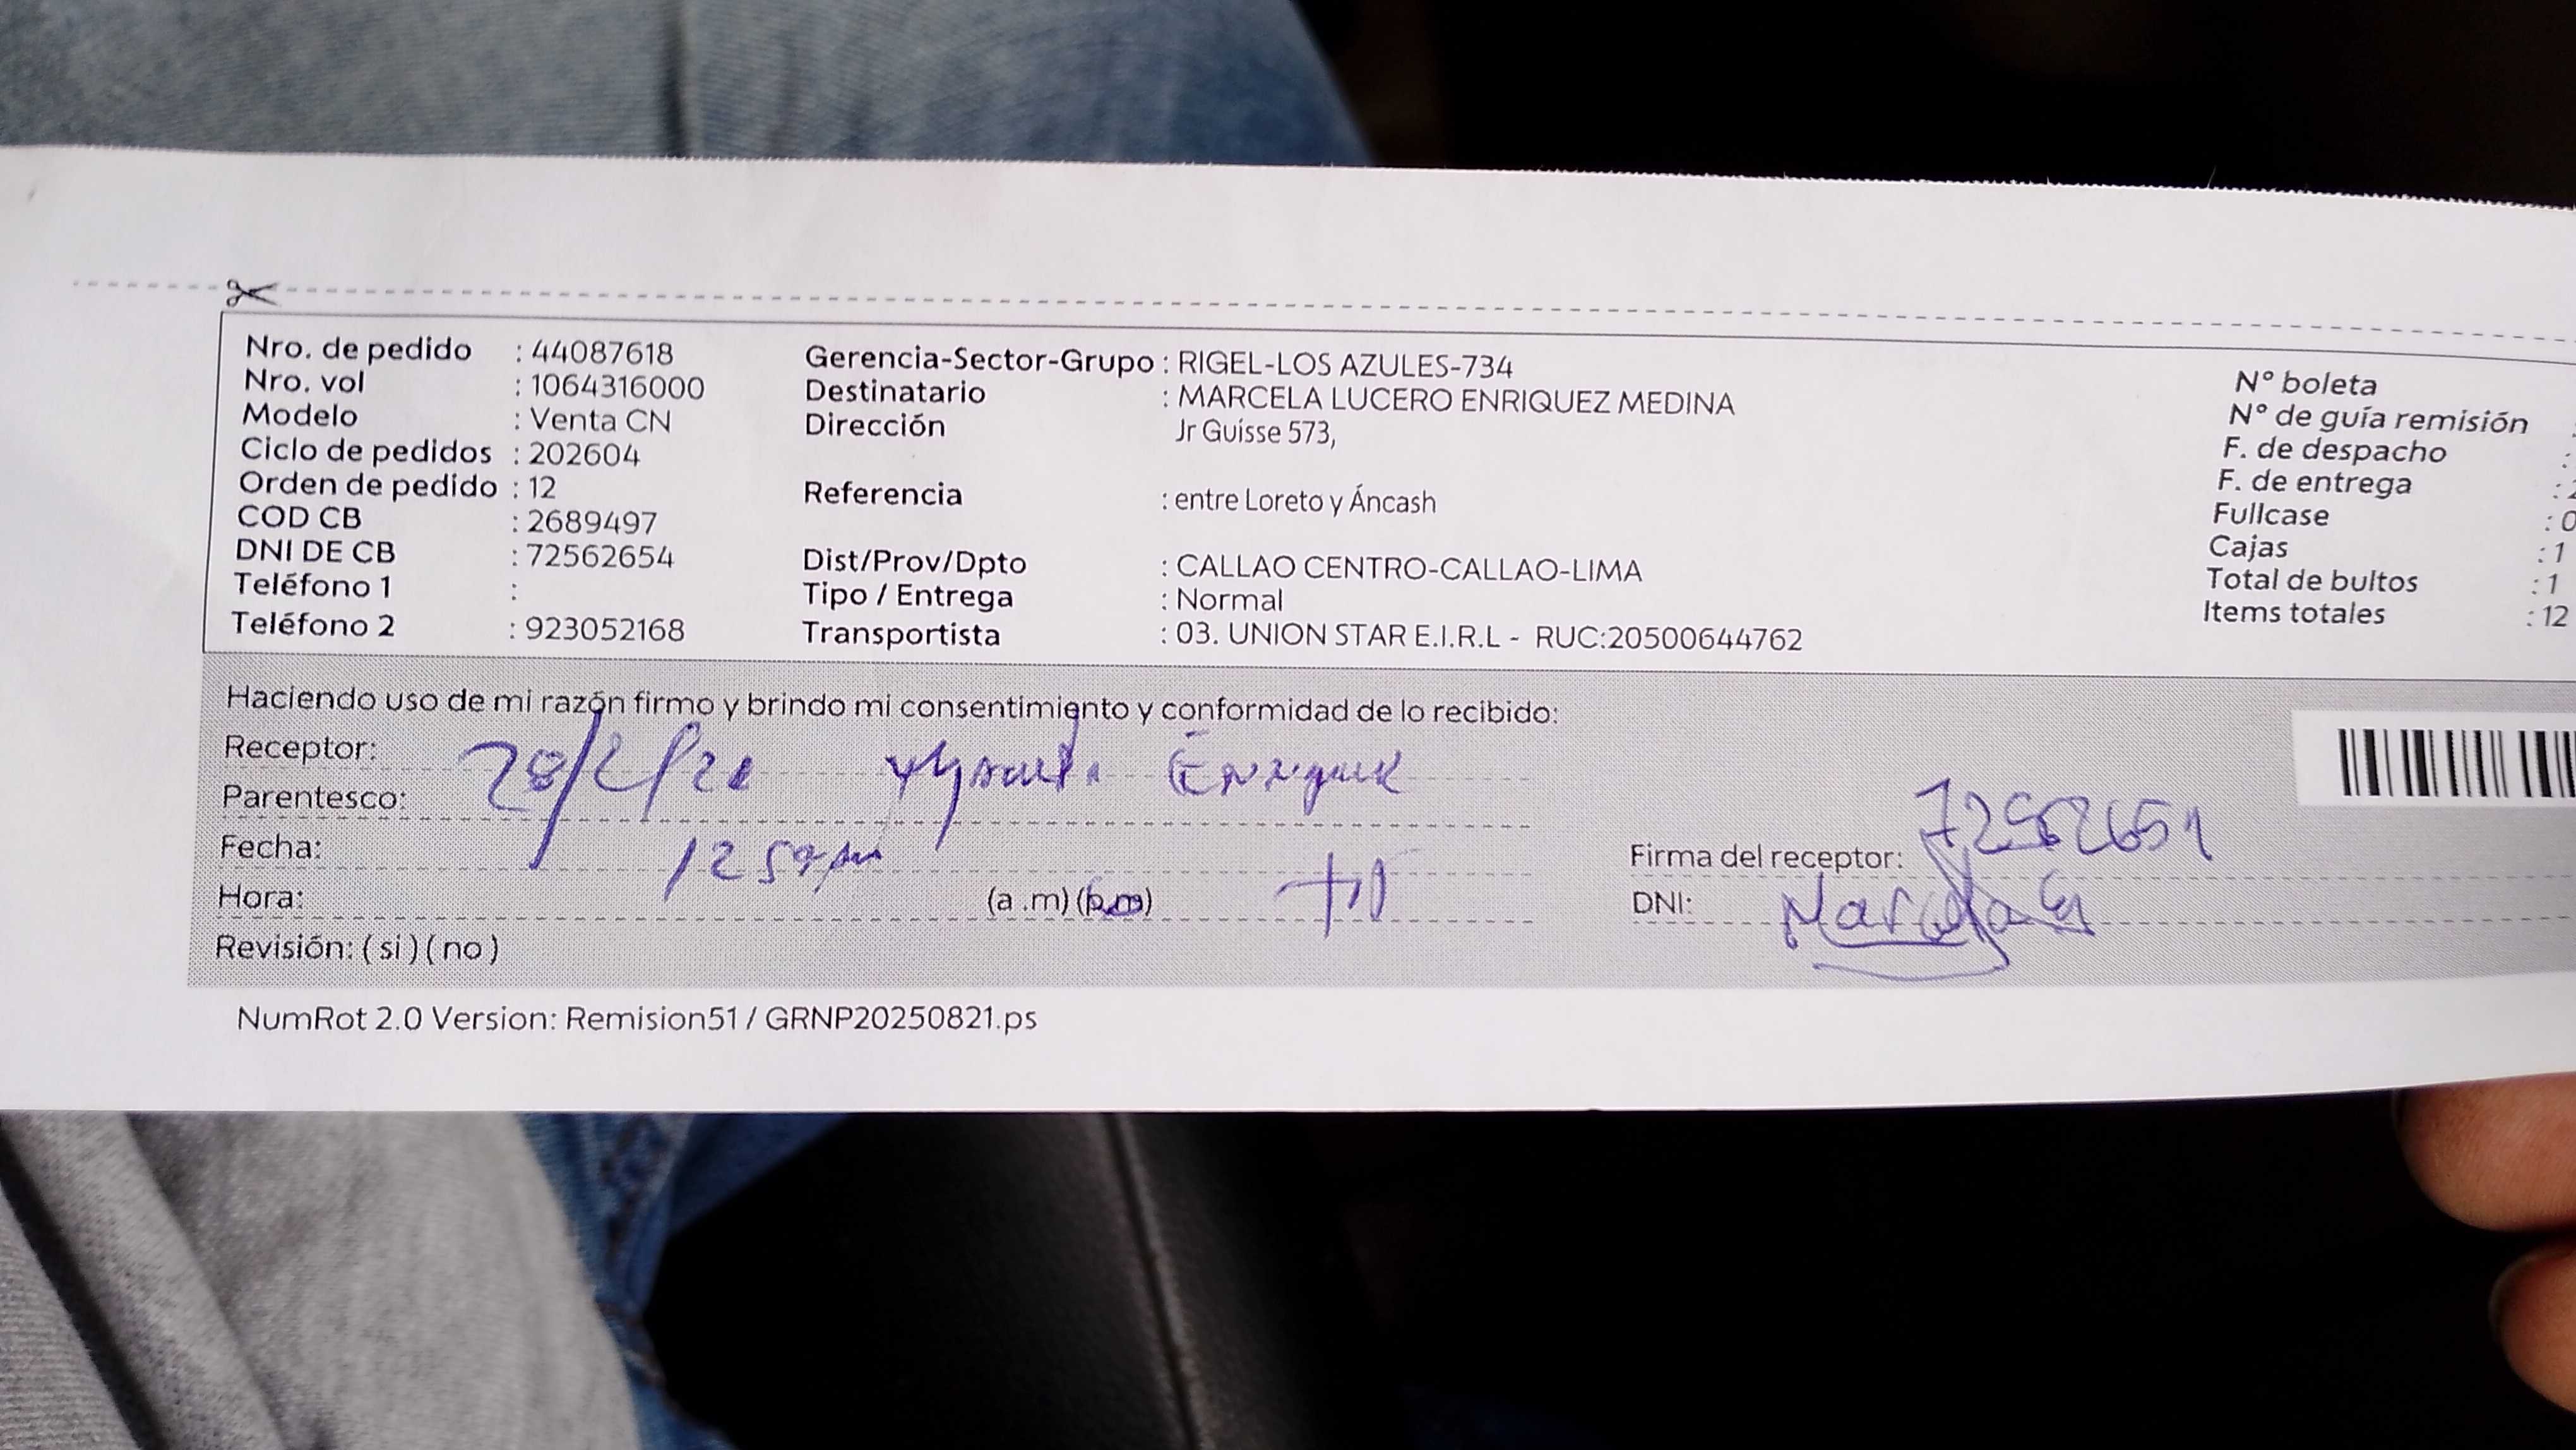 Nro. de pedido : 44087618
Nro. vol : 1064316000
Modelo : Venta CN
Ciclo de pedidos : 202604
Orden de pedido : 12
COD CB : 2689497
DNI DE CB : 72562654
Teléfono 1 :
Teléfono 2 : 923052168
Gerencia-Sector-Grupo : RIGEL-LOS AZULES-734
Destinatario : MARCELA LUCERO ENRIQUEZ MEDINA
Dirección Jr Guisse 573,
Referencia : entre Loreto y Áncash
Dist/Prov/Dpto : CALLAO CENTRO-CALLAO-LIMA
Tipo / Entrega : Normal
Transportista : 03. UNION STAR E.I.R.L - RUC:20500644762
N° boleta
N° de guía remisión :
F. de despacho :
F. de entrega : 2
Fullcase : 0
Cajas : 1
Total de bultos : 1
Items totales : 12
Haciendo uso de mi razón firmo y brindo mi consentimiento y conformidad de lo recibido:
Receptor:
Parentesco:
Fecha:
Hora: (a .m) (p.m)
Revisión: ( si ) ( no )
Firma del receptor:
DNI: Marcela
NumRot 2.0 Version: Remision51 / GRNP20250821.ps